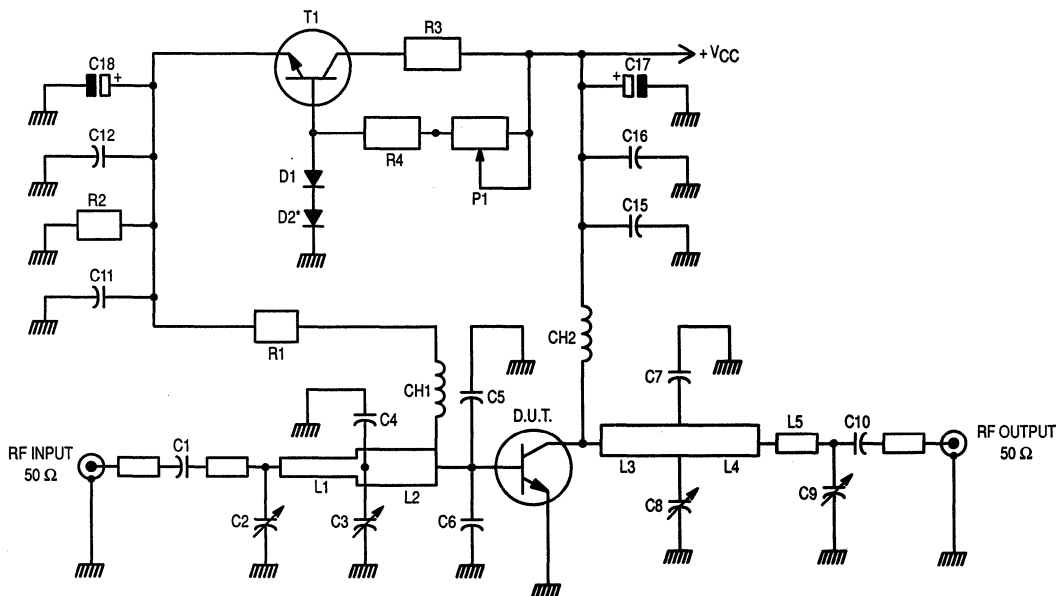 T1
R3
+ VCC
C18
+
+
C17
C12
C16
R4
P1
D1
R2
D2*
C15
C11
R1
CH2
CH1
C7
C5
C4
D.U.T.
L5
C10
RF INPUT
50 Ω
C1
RF OUTPUT
50 Ω
L1
L2
L3
L4
C2
C3
C6
C8
C9